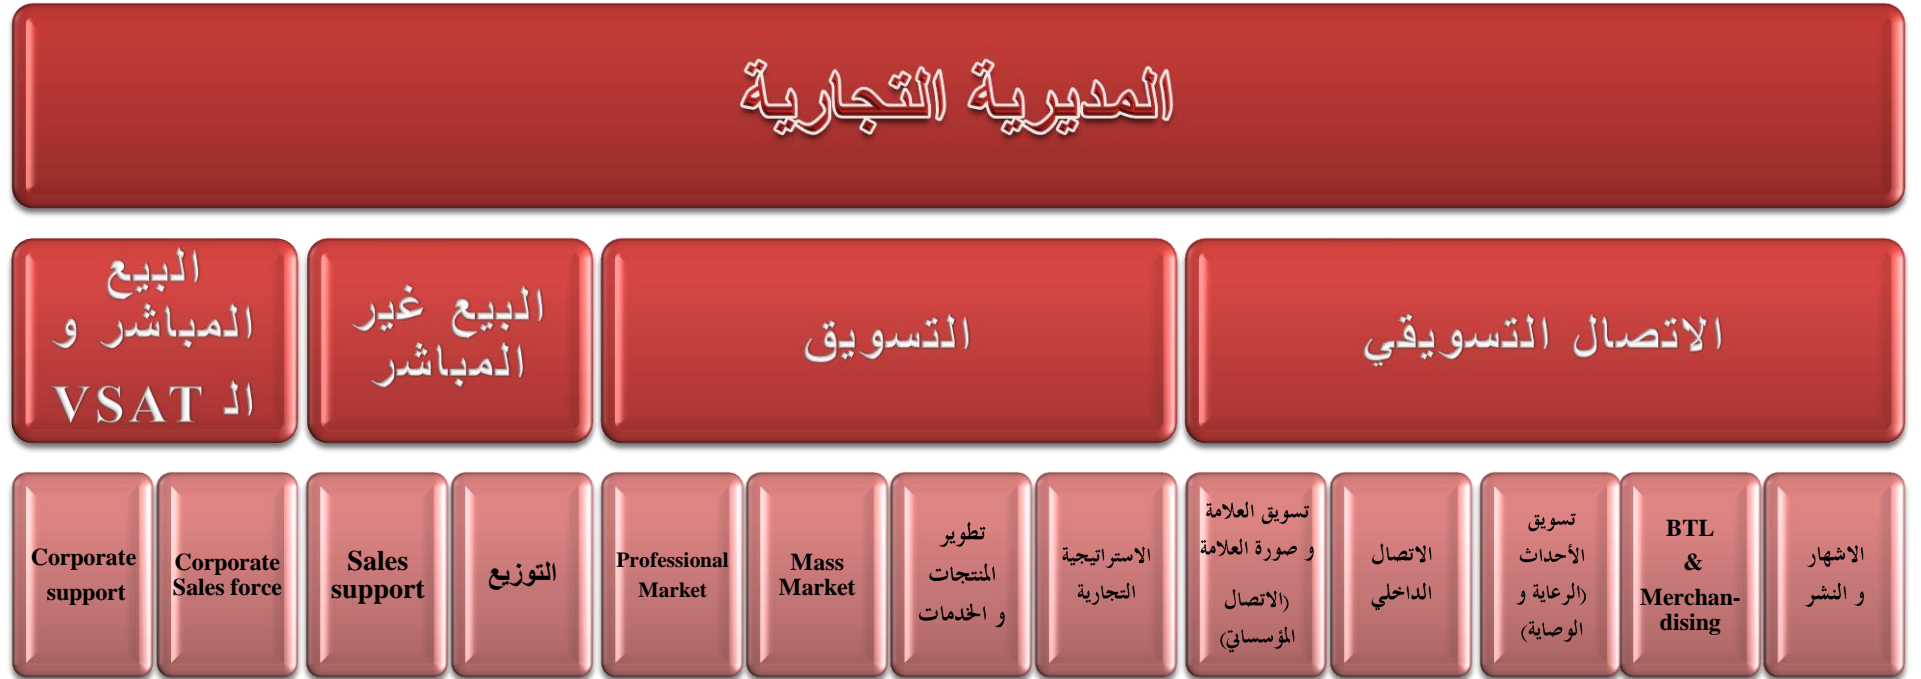 المديرية التجارية
الاتصال التسويقي
التسويق
البيع غير
المباشر
البيع
المباشر و
الـ VSAT
الاشهار
و النشر
BTL
&
Merchan-
dising
تسويق
الأحداث
(الرعاية و
الوصاية)
الاتصال
الداخلي
تسويق العلامة
و صورة العلامة
(الاتصال
المؤسساتي)
الاستراتيجية
التجارية
تطوير
المنتجات
و الخدمات
Mass
Market
Professional
Market
التوزيع
Sales
support
Corporate
Sales force
Corporate
support